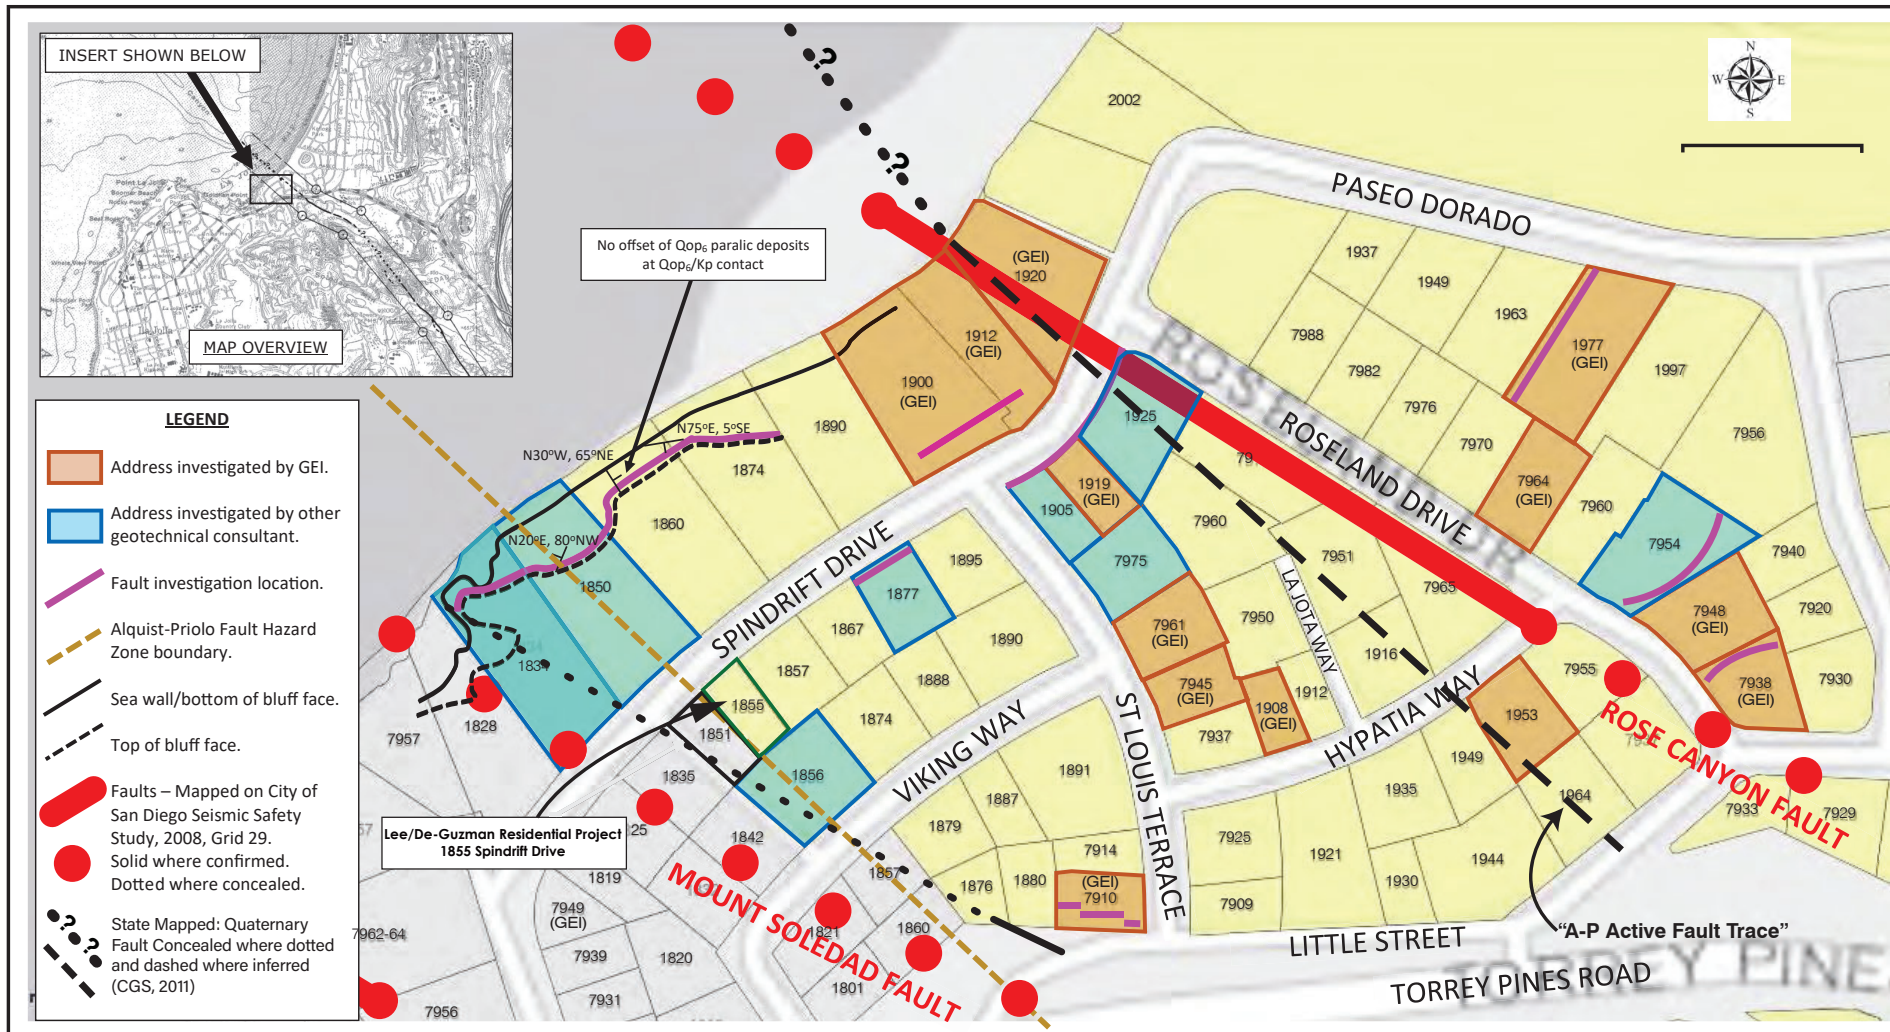 INSERT SHOWN BELOW
Point La Jolla
MAP OVERVIEW
N
W E
S
?
?
2002
PASEO DORADO
No offset of Qop6 paralic deposits
at Qop6/Kp contact
(GEI)
1920
1937
1949
1963
1977
(GEI)
1997
7988
7982
7976
7970
7956
1912
(GEI)
1900
(GEI)
1890
1874
1860
1850
N75ºE, 5ºSE
N30ºW, 65ºNE
N20ºE, 80ºNW
1925
1919
(GEI)
1905
7975
7960
79
ROSELAND DRIVE
7964
(GEI)
7960
7954
7940
7920
7948
(GEI)
7938
(GEI)
7930
7951
7965
LA JOTA WAY
7950
1916
1912
7961
(GEI)
7945
(GEI)
1908
(GEI)
7937
HYPATIA WAY
7955
1953
1949
1964
1935
1944
1930
1921
7925
7909
7933
7929
ROSE CANYON FAULT
"A-P Active Fault Trace"
LITTLE STREET
TORREY PINES ROAD
SPINDRIFT DRIVE
1895
1877
1867
1890
1857
1888
1874
1855
1851
1856
VIKING WAY
ST LOUIS TERRACE
1891
1887
1879
1876
1880
7914
(GEI)
7910
1834
1828
7957
1835
1842
1857
1819
7949
(GEI)
7939
7931
1820
1821
1860
1801
7962-64
7956
MOUNT SOLEDAD FAULT
Lee/De-Guzman Residential Project
1855 Spindrift Drive
LEGEND
Address investigated by GEI.
Address investigated by other
geotechnical consultant.
Fault investigation location.
Alquist-Priolo Fault Hazard
Zone boundary.
Sea wall/bottom of bluff face.
Top of bluff face.
Faults – Mapped on City of
San Diego Seismic Safety
Study, 2008, Grid 29.
Solid where confirmed.
Dotted where concealed.
State Mapped: Quaternary
Fault Concealed where dotted
and dashed where inferred
(CGS, 2011)